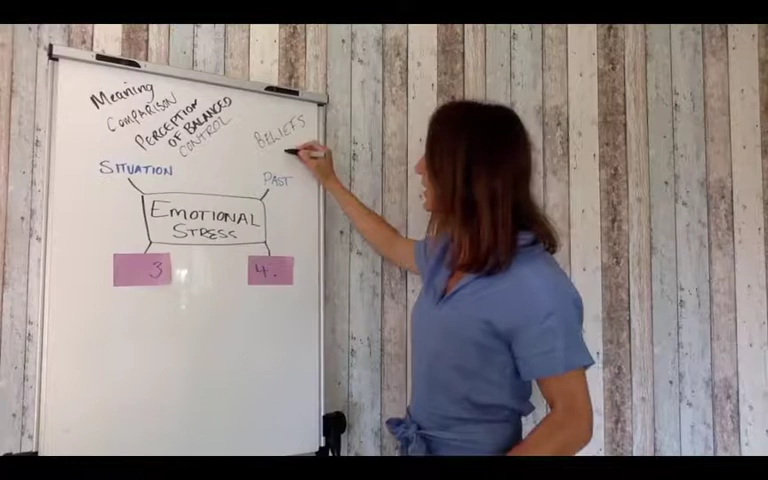 Meaning
COMPARISON
PERCEPTION
OF BALANCED
CONTROL
BELIEFS
SITUATION
PAST
EMOTIONAL
STRESS
3
4.